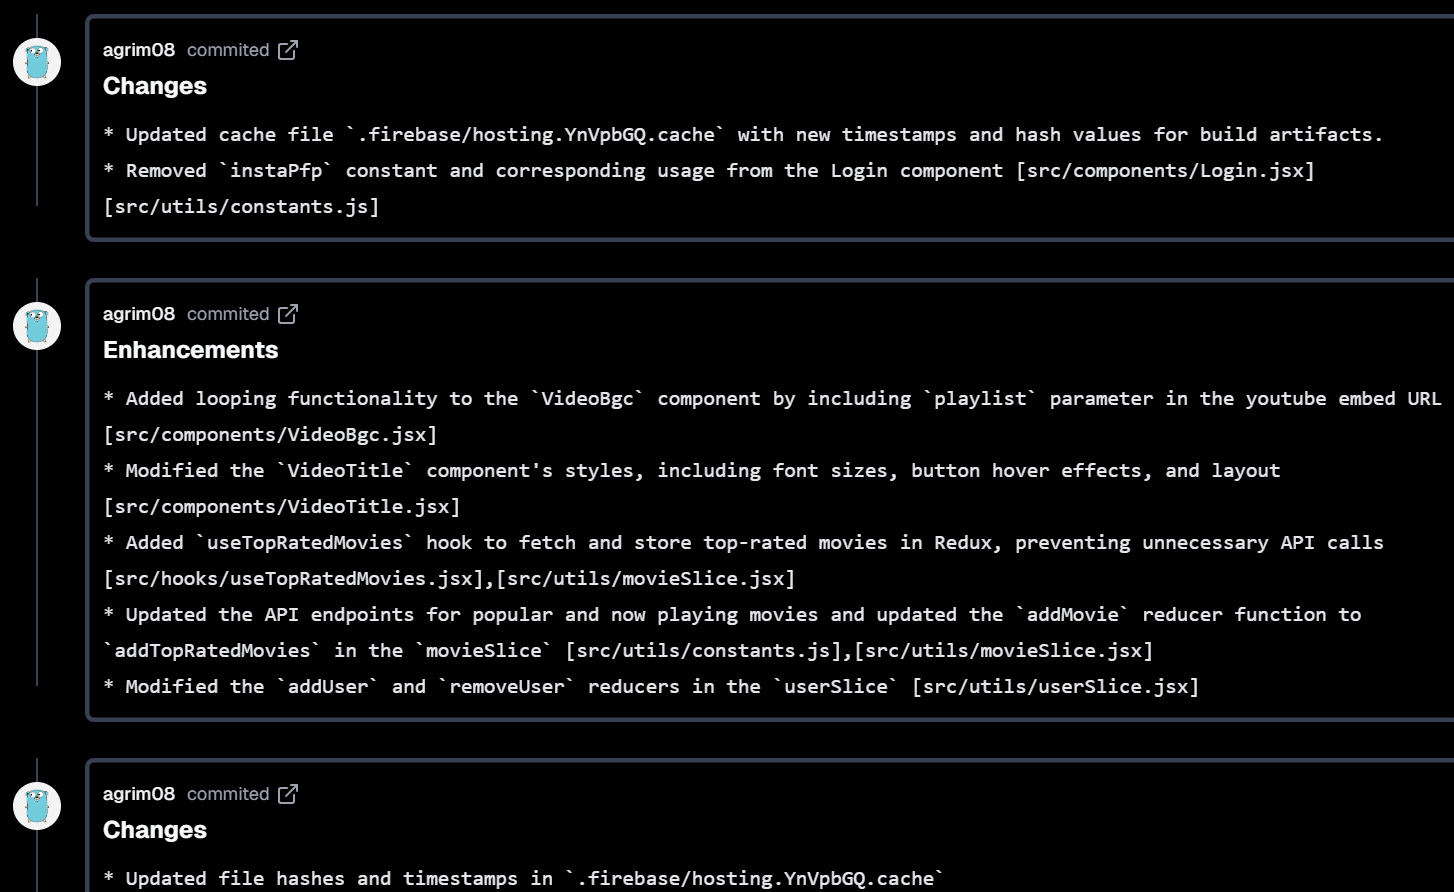 agrim08 commited
Changes
* Updated cache file `.firebase/hosting.YnVpbGQ.cache` with new timestamps and hash values for build artifacts.
* Removed `instaPfp` constant and corresponding usage from the Login component [src/components/Login.jsx]
[src/utils/constants.js]
agrim08 commited
Enhancements
* Added looping functionality to the `VideoBgc` component by including `playlist` parameter in the youtube embed URL
[src/components/VideoBgc.jsx]
* Modified the `VideoTitle` component's styles, including font sizes, button hover effects, and layout
[src/components/VideoTitle.jsx]
* Added `useTopRatedMovies` hook to fetch and store top-rated movies in Redux, preventing unnecessary API calls
[src/hooks/useTopRatedMovies.jsx],[src/utils/movieSlice.jsx]
* Updated the API endpoints for popular and now playing movies and updated the `addMovie` reducer function to
`addTopRatedMovies` in the `movieSlice` [src/utils/constants.js],[src/utils/movieSlice.jsx]
* Modified the `addUser` and `removeUser` reducers in the `userSlice` [src/utils/userSlice.jsx]
agrim08 commited
Changes
* Updated file hashes and timestamps in `.firebase/hosting.YnVpbGQ.cache`